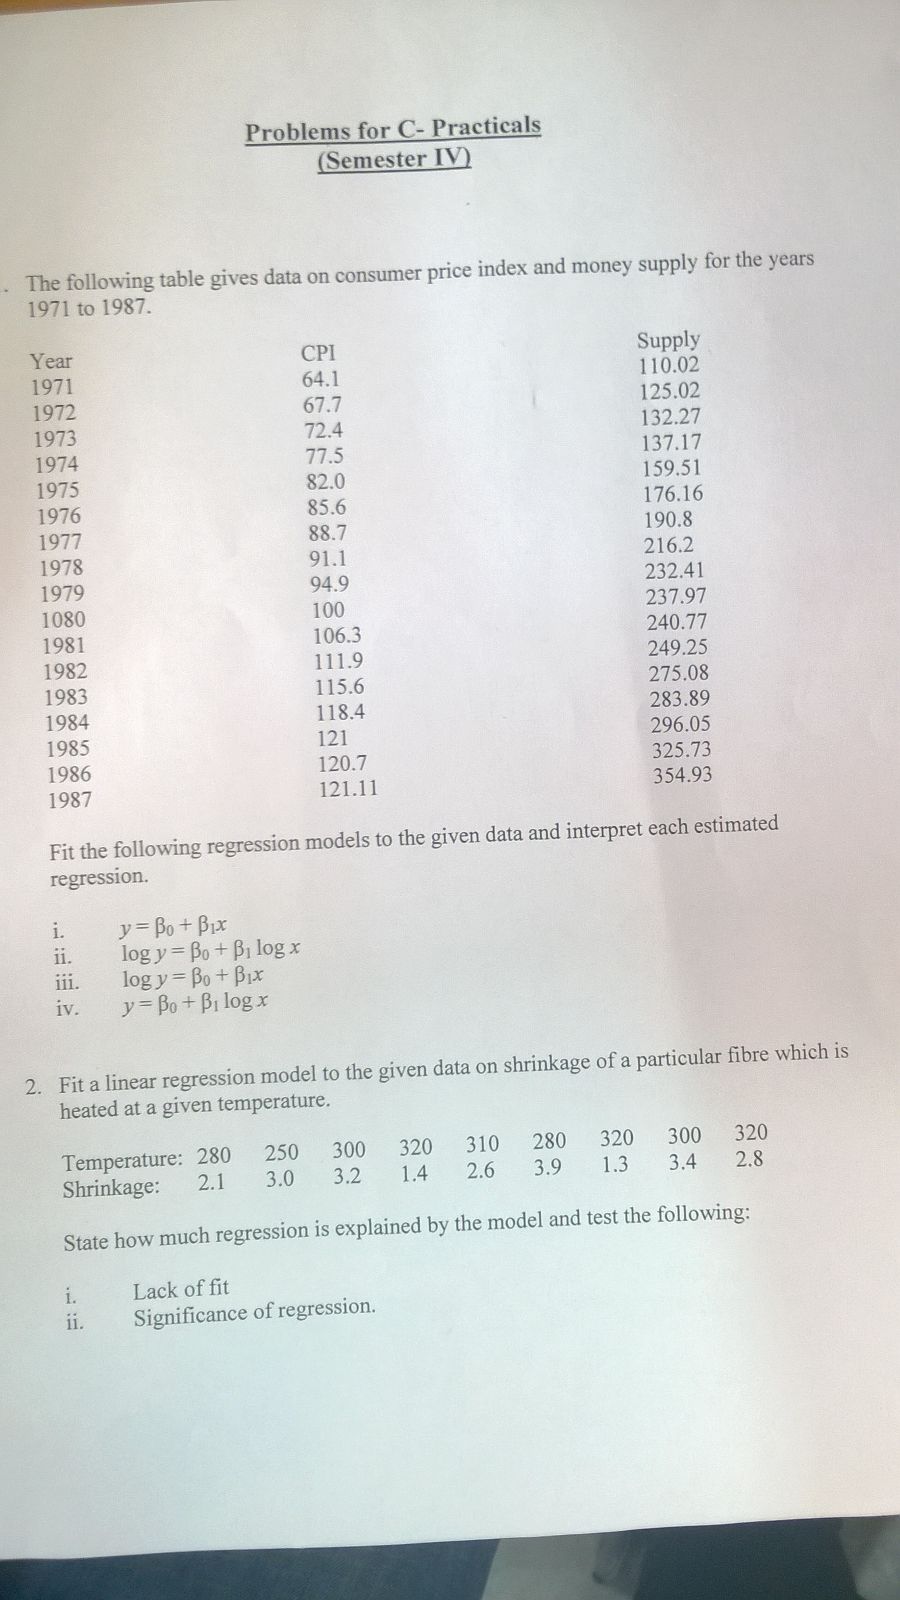 Problems for C- Practicals
(Semester IV)
. The following table gives data on consumer price index and money supply for the years
1971 to 1987.
Year CPI Supply
1971 64.1 110.02
1972 67.7 125.02
1973 72.4 132.27
1974 77.5 137.17
1975 82.0 159.51
1976 85.6 176.16
1977 88.7 190.8
1978 91.1 216.2
1979 94.9 232.41
1080 100 237.97
1981 106.3 240.77
1982 111.9 249.25
1983 115.6 275.08
1984 118.4 283.89
1985 121 296.05
1986 120.7 325.73
1987 121.11 354.93
Fit the following regression models to the given data and interpret each estimated
regression.
i. y = β₀ + β₁x
ii. log y = β₀ + β₁ log x
iii. log y = β₀ + β₁x
iv. y = β₀ + β₁ log x
2. Fit a linear regression model to the given data on shrinkage of a particular fibre which is
heated at a given temperature.
Temperature: 280 250 300 320 310 280 320 300 320
Shrinkage: 2.1 3.0 3.2 1.4 2.6 3.9 1.3 3.4 2.8
State how much regression is explained by the model and test the following:
i. Lack of fit
ii. Significance of regression.